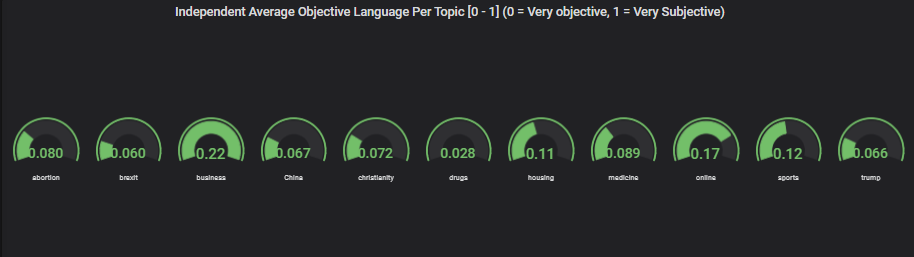 Independent Average Objective Language Per Topic [0 - 1] (0 = Very objective, 1 = Very Subjective)
0.080 0.060 0.22 0.067 0.072 0.028 0.11 0.089 0.17 0.12 0.066
abortion brexit business China christianity drugs housing medicine online sports trump